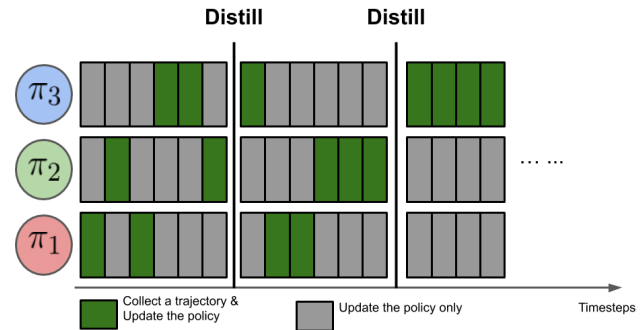 Distill Distill
π3
π2
... ...
π1
Collect a trajectory &
Update the policy
Update the policy only
Timesteps